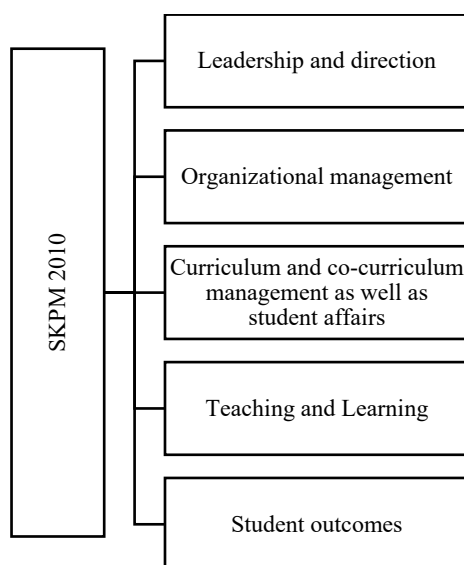 SKPM 2010
Leadership and direction
Organizational management
Curriculum and co-curriculum
management as well as
student affairs
Teaching and Learning
Student outcomes